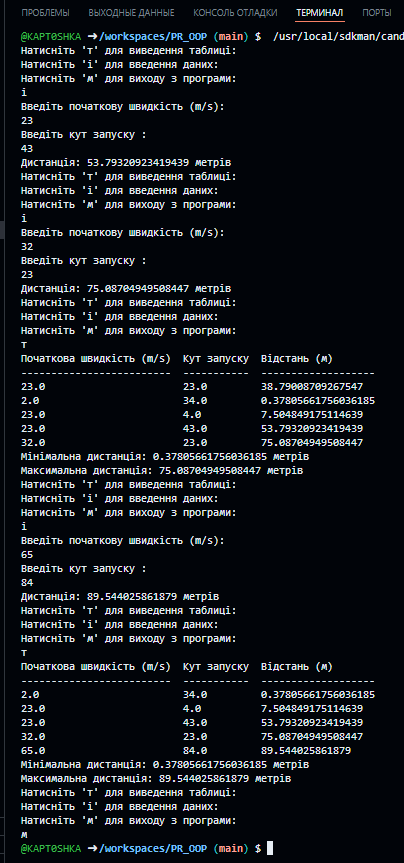 ПРОБЛЕМЫ ВЫХОДНЫЕ ДАННЫЕ КОНСОЛЬ ОТЛАДКИ ТЕРМИНАЛ ПОРТЫ
@KAPT0SHKA ➜/workspaces/PR_OOP (main) $ /usr/local/sdkman/cand
Натисніть 'т' для виведення таблиці:
Натисніть 'і' для введення даних:
Натисніть 'м' для виходу з програми:
і
Введіть початкову швидкість (m/s):
23
Введіть кут запуску :
43
Дистанція: 53.79320923419439 метрів
Натисніть 'т' для виведення таблиці:
Натисніть 'і' для введення даних:
Натисніть 'м' для виходу з програми:
і
Введіть початкову швидкість (m/s):
32
Введіть кут запуску :
23
Дистанція: 75.08704949508447 метрів
Натисніть 'т' для виведення таблиці:
Натисніть 'і' для введення даних:
Натисніть 'м' для виходу з програми:
т
Початкова швидкість (m/s) Кут запуску Відстань (м)
------------------------- ----------- -------------------
23.0 23.0 38.79008709267547
2.0 34.0 0.37805661756036185
23.0 4.0 7.504849175114639
23.0 43.0 53.79320923419439
32.0 23.0 75.08704949508447
Мінімальна дистанція: 0.37805661756036185 метрів
Максимальна дистанція: 75.08704949508447 метрів
Натисніть 'т' для виведення таблиці:
Натисніть 'і' для введення даних:
Натисніть 'м' для виходу з програми:
і
Введіть початкову швидкість (m/s):
65
Введіть кут запуску :
84
Дистанція: 89.544025861879 метрів
Натисніть 'т' для виведення таблиці:
Натисніть 'і' для введення даних:
Натисніть 'м' для виходу з програми:
т
Початкова швидкість (m/s) Кут запуску Відстань (м)
------------------------- ----------- -------------------
2.0 34.0 0.37805661756036185
23.0 4.0 7.504849175114639
23.0 43.0 53.79320923419439
32.0 23.0 75.08704949508447
65.0 84.0 89.544025861879
Мінімальна дистанція: 0.37805661756036185 метрів
Максимальна дистанція: 89.544025861879 метрів
Натисніть 'т' для виведення таблиці:
Натисніть 'і' для введення даних:
Натисніть 'м' для виходу з програми:
м
@KAPT0SHKA ➜/workspaces/PR_OOP (main) $